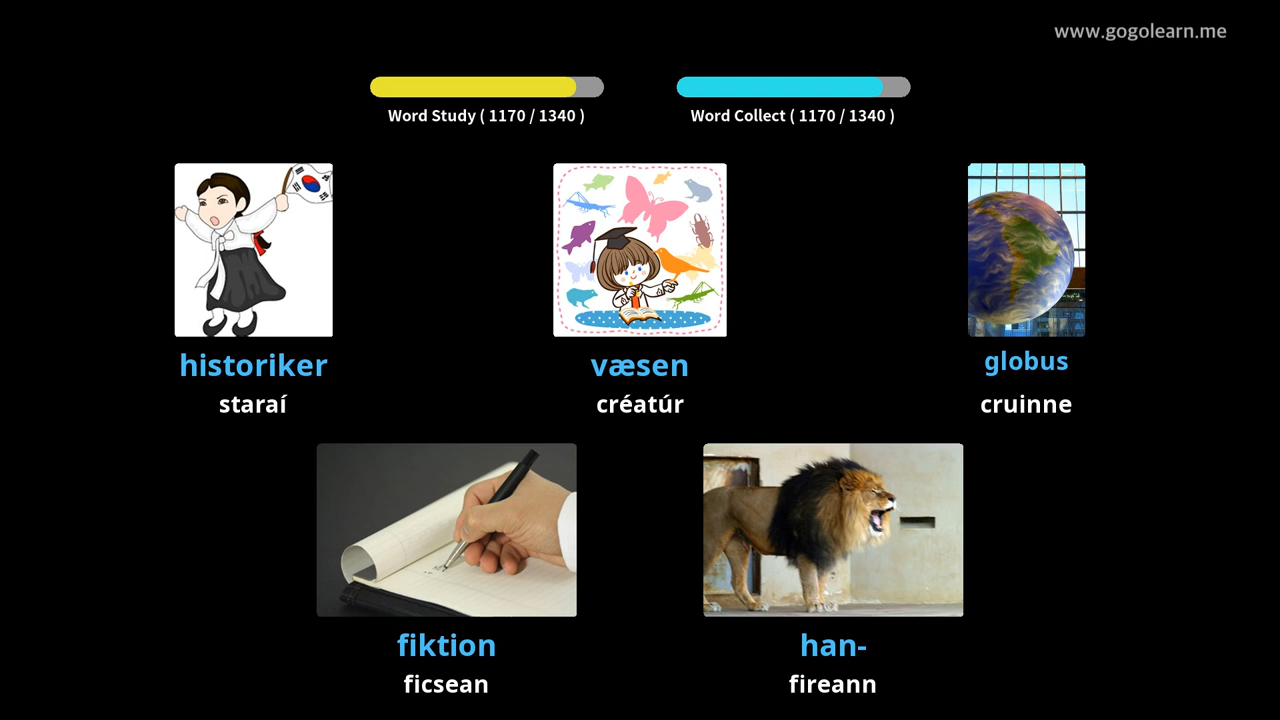 www.gogolearn.me
Word Study ( 1170 / 1340 )
Word Collect ( 1170 / 1340 )
historiker
væsen
globus
staraí
créatúr
cruinne
fiktion
han-
ficsean
fireann